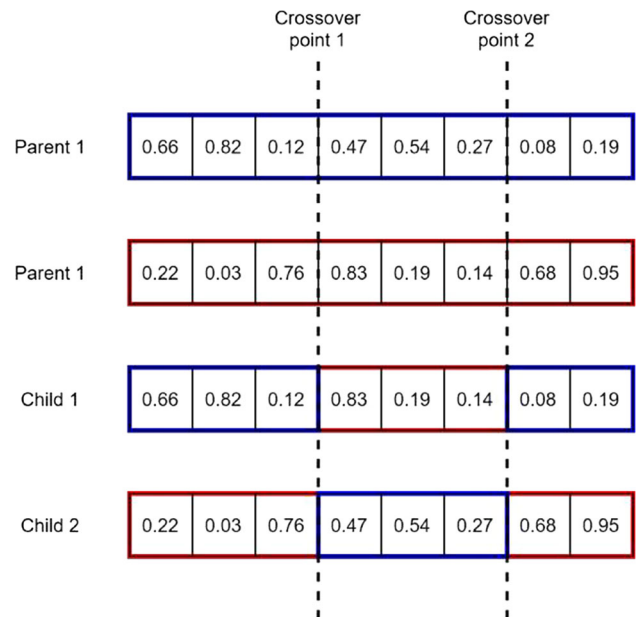 Crossover Crossover
point 1 point 2
Parent 1 0.66 0.82 0.12 0.47 0.54 0.27 0.08 0.19
Parent 1 0.22 0.03 0.76 0.83 0.19 0.14 0.68 0.95
Child 1 0.66 0.82 0.12 0.83 0.19 0.14 0.08 0.19
Child 2 0.22 0.03 0.76 0.47 0.54 0.27 0.68 0.95